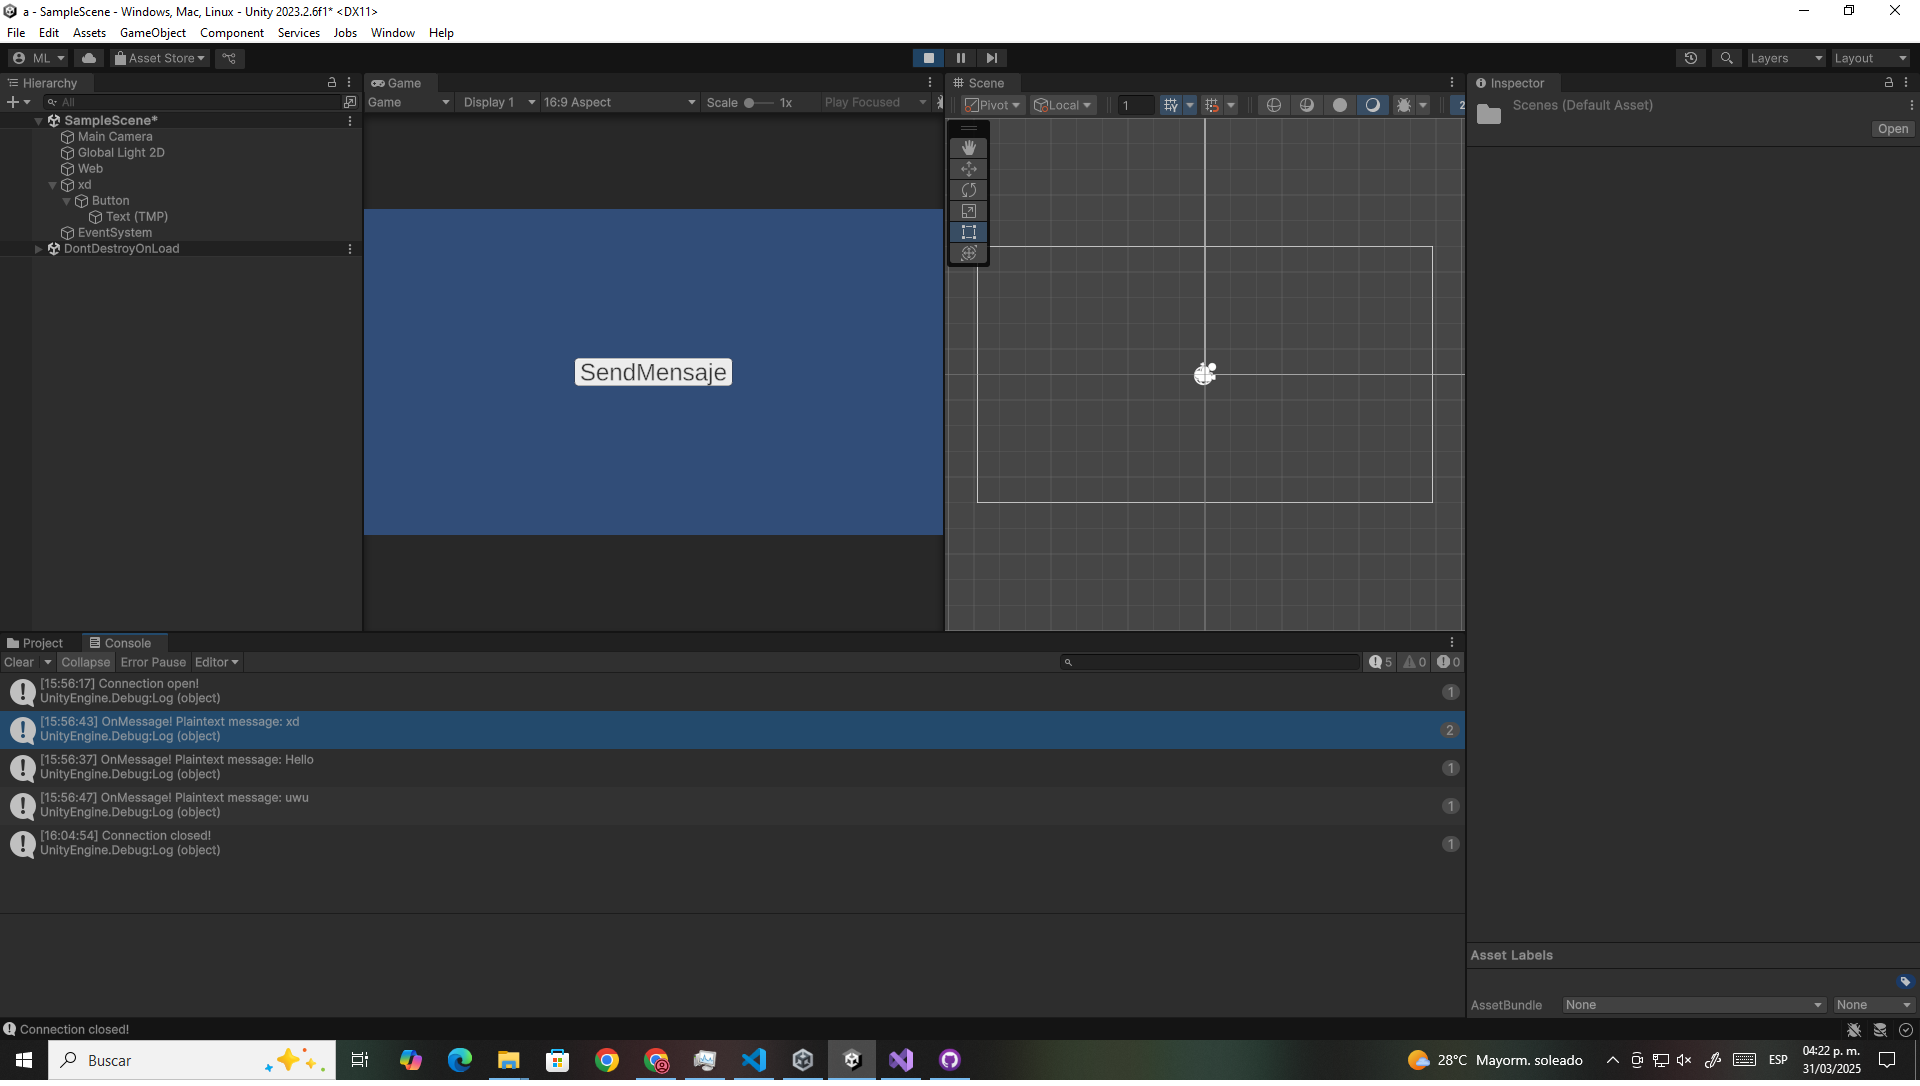 a - SampleScene - Windows, Mac, Linux - Unity 2023.2.6f1* <DX11>
File Edit Assets GameObject Component Services Jobs Window Help
ML Asset Store Layers Layout
Hierarchy
All
SampleScene*
Main Camera
Global Light 2D
Web
xd
Button
Text (TMP)
EventSystem
DontDestroyOnLoad
Game
Game Display 1 16:9 Aspect Scale 1x Play Focused
SendMensaje
Scene
Pivot Local 1 2
Inspector
Scenes (Default Asset)
Open
Project Console
Clear Collapse Error Pause Editor 5 0 0
[15:56:17] Connection open!
UnityEngine.Debug:Log (object)
1
[15:56:43] OnMessage! Plaintext message: xd
UnityEngine.Debug:Log (object)
2
[15:56:37] OnMessage! Plaintext message: Hello
UnityEngine.Debug:Log (object)
1
[15:56:47] OnMessage! Plaintext message: uwu
UnityEngine.Debug:Log (object)
1
[16:04:54] Connection closed!
UnityEngine.Debug:Log (object)
1
Asset Labels
AssetBundle None None
Connection closed!
Buscar
28°C Mayorm. soleado
ESP
04:22 p. m.
31/03/2025